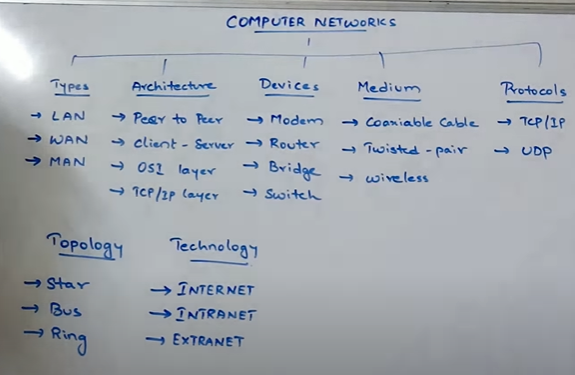 COMPUTER NETWORKS
Types
→ LAN
→ WAN
→ MAN
Architecture
→ Peer to Peer
→ Client - Server
→ OSI layer
→ TCP/IP layer
Devices
→ Modem
→ Router
→ Bridge
→ Switch
Medium
→ Coaxiable Cable
→ Twisted - pair
→ wireless
Protocols
→ TCP/IP
→ UDP
Topology
→ Star
→ Bus
→ Ring
Technology
→ INTERNET
→ INTRANET
→ EXTRANET